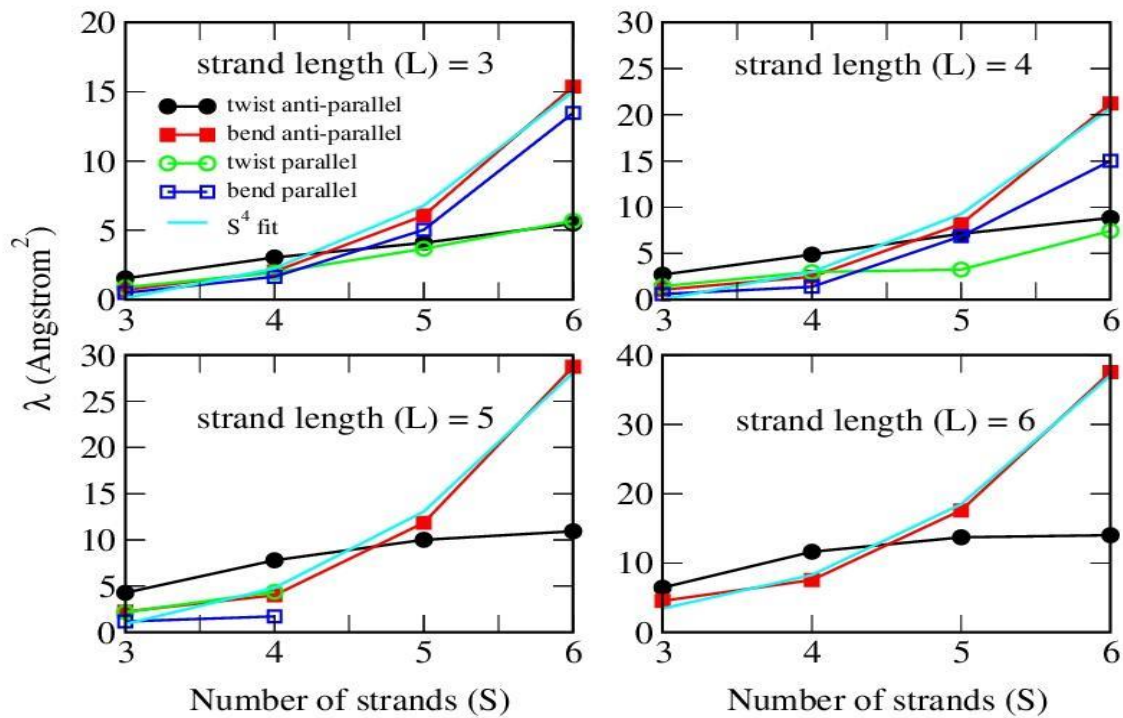 20
15
10
5
0
strand length (L) = 3
twist anti-parallel
bend anti-parallel
twist parallel
bend parallel
S^4 fit
3 4 5 6
30
25
20
15
10
5
0
strand length (L) = 4
3 4 5 6
λ (Angstrom^2)
30
25
20
15
10
5
0
strand length (L) = 5
3 4 5 6
Number of strands (S)
40
30
20
10
0
strand length (L) = 6
3 4 5 6
Number of strands (S)